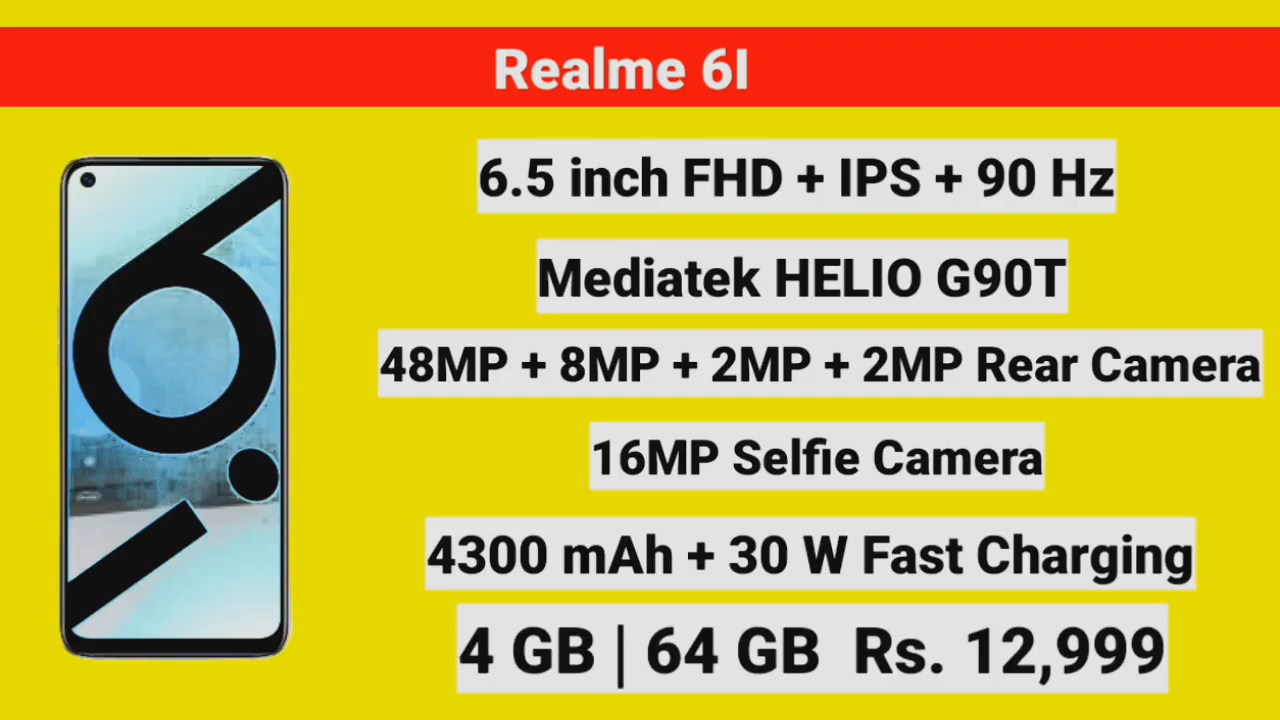 Realme 6I
6.5 inch FHD + IPS + 90 Hz
Mediatek HELIO G90T
48MP + 8MP + 2MP + 2MP Rear Camera
16MP Selfie Camera
4300 mAh + 30 W Fast Charging
4 GB | 64 GB Rs. 12,999
6i